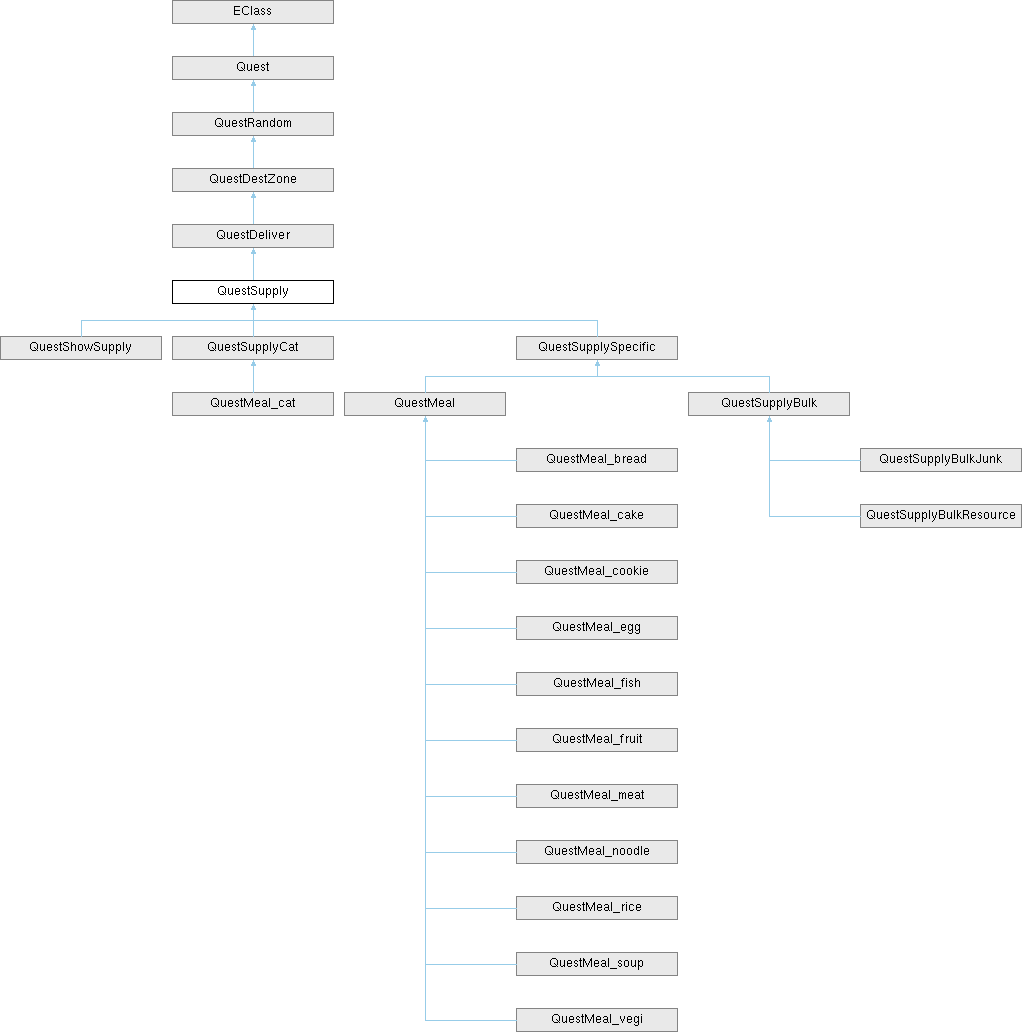 EClass
Quest
QuestRandom
QuestDestZone
QuestDeliver
QuestSupply
QuestShowSupply
QuestSupplyCat
QuestSupplySpecific
QuestMeal_cat
QuestMeal
QuestSupplyBulk
QuestMeal_bread
QuestSupplyBulkJunk
QuestMeal_cake
QuestSupplyBulkResource
QuestMeal_cookie
QuestMeal_egg
QuestMeal_fish
QuestMeal_fruit
QuestMeal_meat
QuestMeal_noodle
QuestMeal_rice
QuestMeal_soup
QuestMeal_vegi